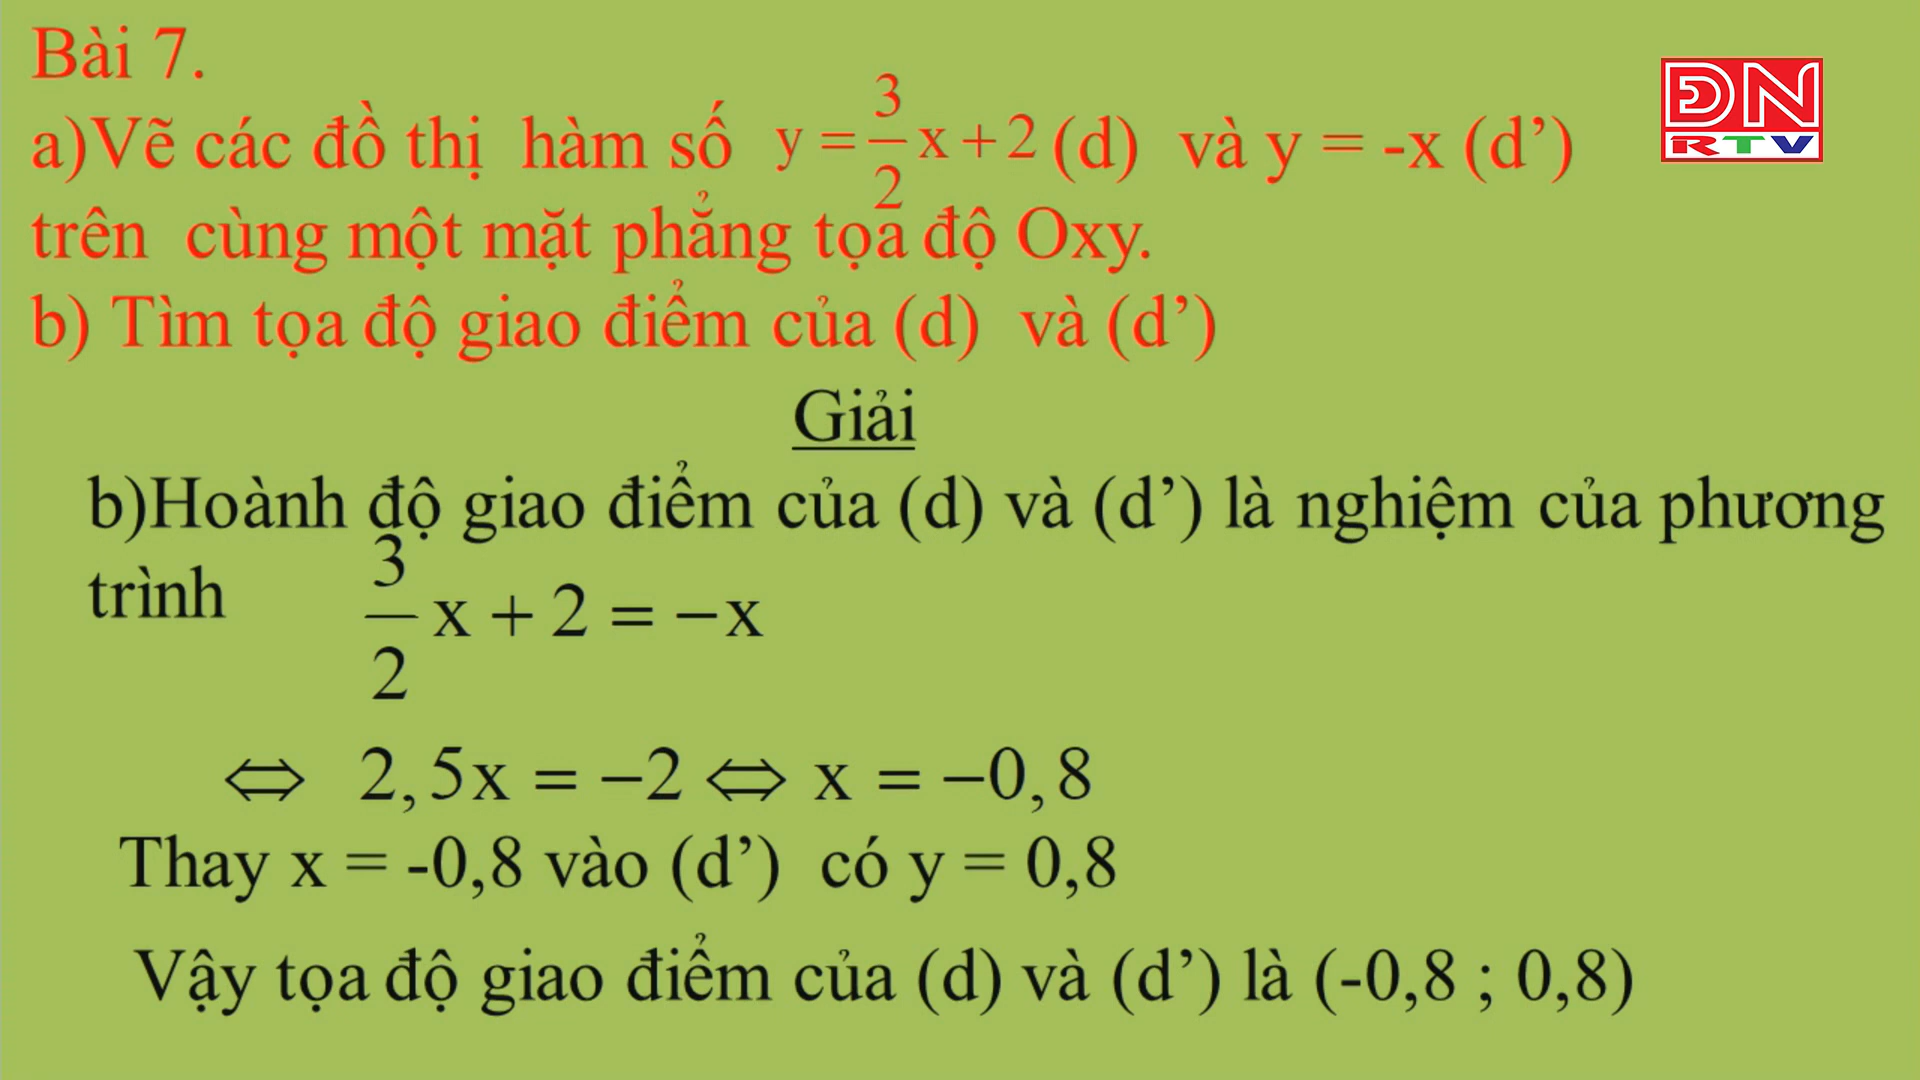 Bài 7.
a)Vẽ các đồ thị hàm số y = 3/2 x + 2 (d) và y = -x (d’)
trên cùng một mặt phẳng tọa độ Oxy.
b) Tìm tọa độ giao điểm của (d) và (d’)
Giải
b)Hoành độ giao điểm của (d) và (d’) là nghiệm của phương
trình 3/2 x + 2 = −x
⇔ 2,5x = −2 ⇔ x = −0,8
Thay x = -0,8 vào (d’) có y = 0,8
Vậy tọa độ giao điểm của (d) và (d’) là (-0,8 ; 0,8)
ĐN
RTV